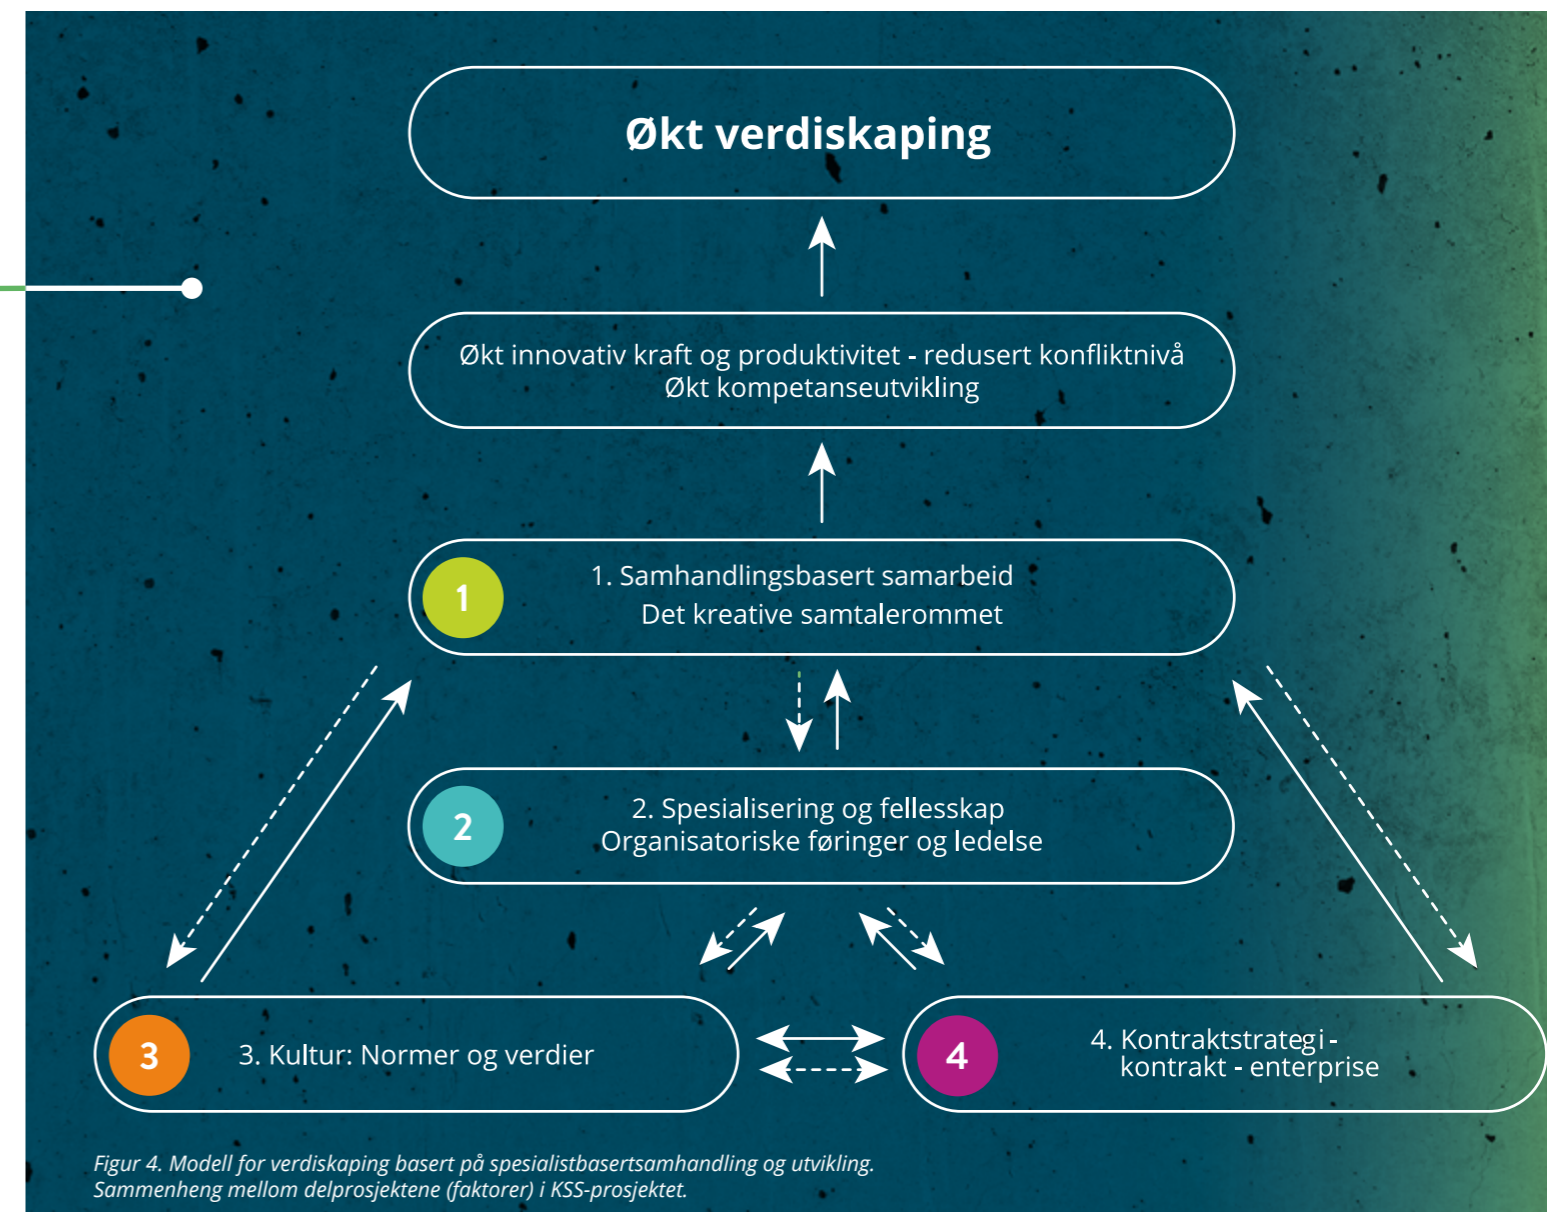 Økt verdiskaping
Økt innovativ kraft og produktivitet - redusert konfliktnivå
Økt kompetanseutvikling
1
1. Samhandlingsbasert samarbeid
Det kreative samtalerommet
2
2. Spesialisering og fellesskap
Organisatoriske føringer og ledelse
3
3. Kultur: Normer og verdier
4
4. Kontraktstrategi -
kontrakt - enterprise
Figur 4. Modell for verdiskaping basert på spesialistbasertsamhandling og utvikling.
Sammenheng mellom delprosjektene (faktorer) i KSS-prosjektet.